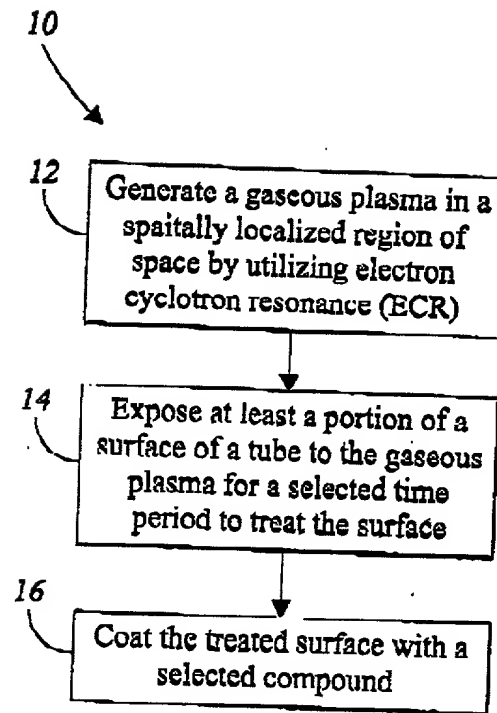 10
12
Generate a gaseous plasma in a
spaitally localized region of
space by utilizing electron
cyclotron resonance (ECR)
14
Expose at least a portion of a
surface of a tube to the gaseous
plasma for a selected time
period to treat the surface
16
Coat the treated surface with a
selected compound